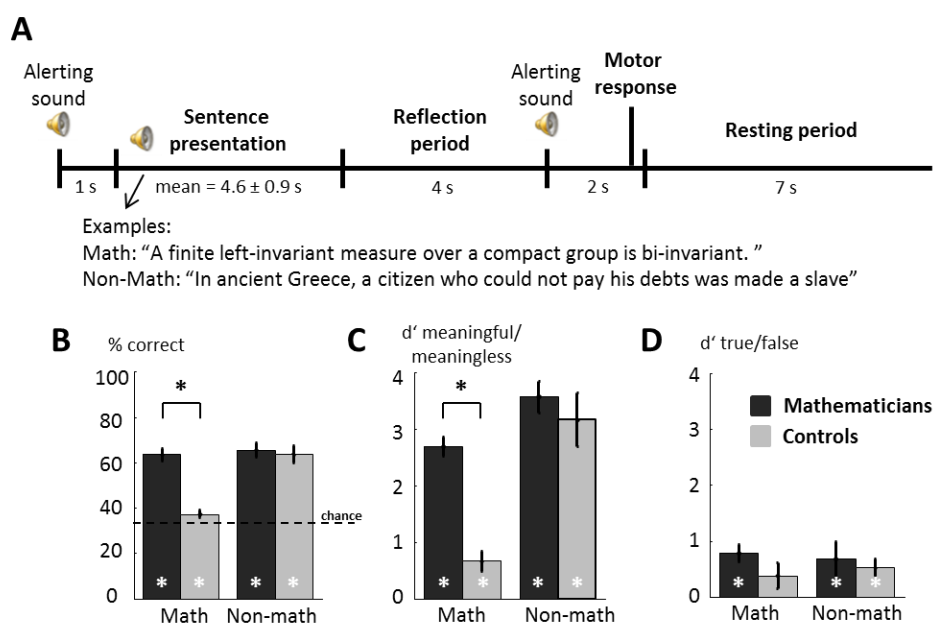 A
Alerting
sound
Sentence
presentation
Reflection
period
Alerting
sound
Motor
response
Resting period
1 s
mean = 4.6 ± 0.9 s
4 s
2 s
7 s
Examples:
Math: “A finite left-invariant measure over a compact group is bi-invariant. ”
Non-Math: “In ancient Greece, a citizen who could not pay his debts was made a slave”
B
% correct
100
80
60
40
20
0
*
chance
* * * *
Math Non-math
C
d‘ meaningful/
meaningless
4
3
2
1
0
*
* * * *
Math Non-math
D
d‘ true/false
4
3
2
1
0
Mathematicians
Controls
* * *
Math Non-math